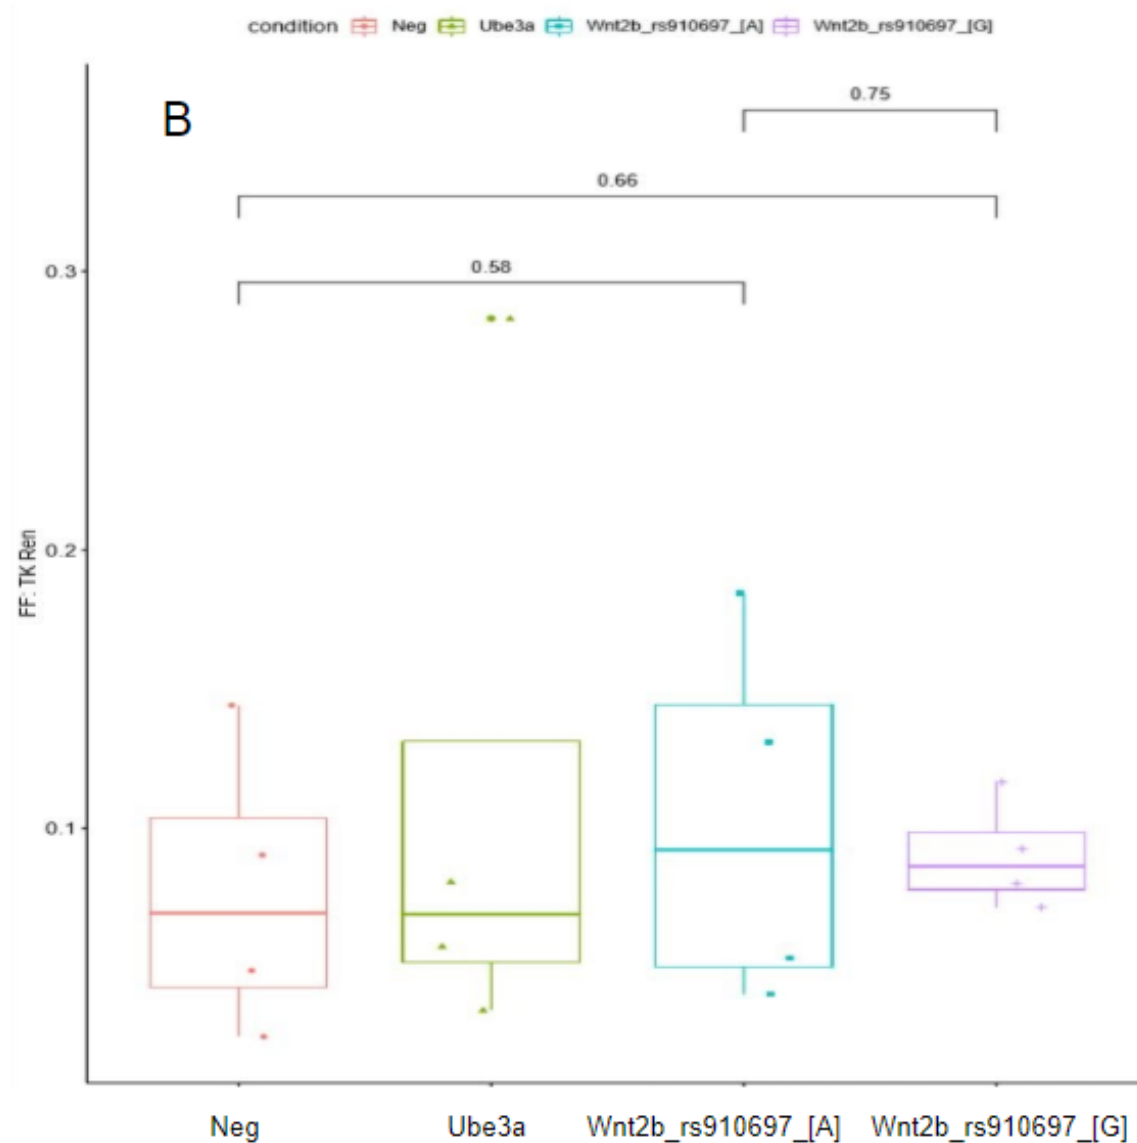 condition Neg Ube3a Wnt2b_rs910697_[A] Wnt2b_rs910697_[G]
B
0.75
0.66
0.58
0.3
0.2
0.1
FF: TK Ren
Neg Ube3a Wnt2b_rs910697_[A] Wnt2b_rs910697_[G]